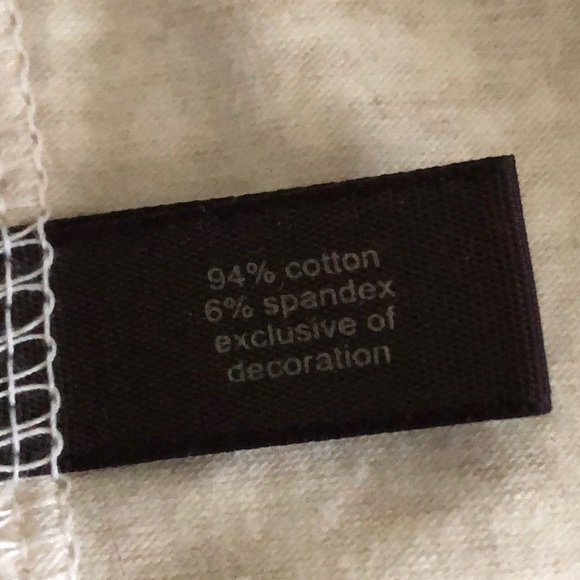 94% cotton
6% spandex
exclusive of
decoration